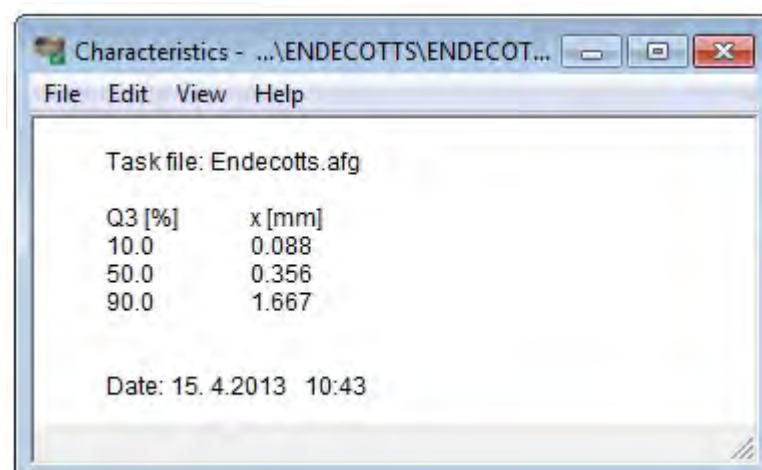 Characteristics - ...\ENDECOTTS\ENDECOT...
File Edit View Help
Task file: Endecotts.afg
Q3 [%] x [mm]
10.0 0.088
50.0 0.356
90.0 1.667
Date: 15. 4.2013 10:43